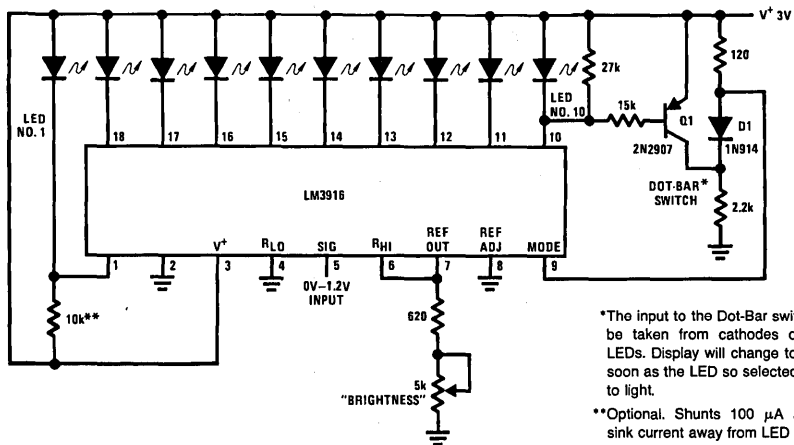 V⁺ 3V
120
27k
LED
NO. 1
LED
NO. 10
15k
Q1
2N2907
D1
1N914
18
17
16
15
14
13
12
11
10
LM3916
DOT-BAR*
SWITCH
2.2k
V⁺
R_LO
SIG
R_HI
REF
OUT
REF
ADJ
MODE
1
2
3
4
5
6
7
8
9
0V–1.2V
INPUT
10k**
620
5k
"BRIGHTNESS"
*The input to the Dot-Bar swi
be taken from cathodes o
LEDs. Display will change to
soon as the LED so selected
to light.
**Optional. Shunts 100 μA
sink current away from LED